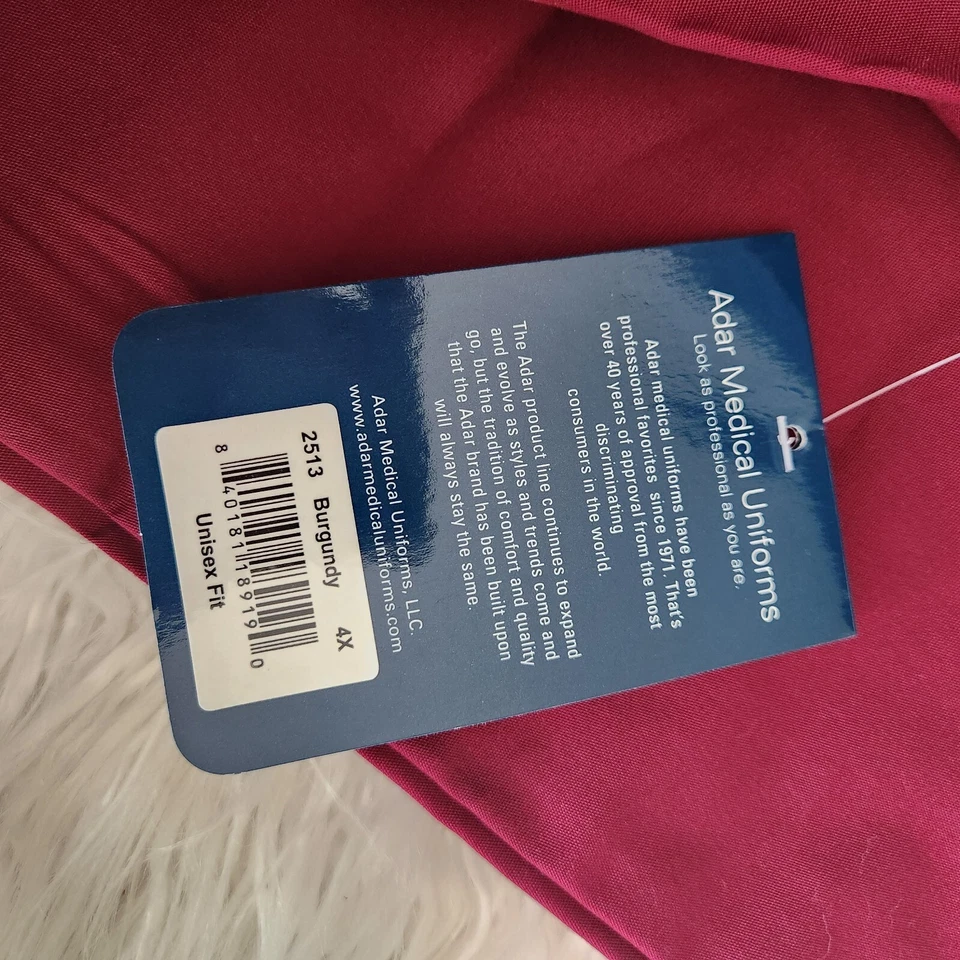 Adar Medical Uniforms
Look as professional as you are.
Adar medical uniforms have been
professional favorites since 1971. That's
over 40 years of approval from the most
discriminating
consumers in the world.
The Adar product line continues to expand
and evolve as styles and trends come and
go, but the tradition of comfort and quality
that the Adar brand has been built upon
will always stay the same.
Adar Medical Uniforms, LLC.
www.adarmedicaluniforms.com
2513 Burgundy 4X
8 40181 18919 0
Unisex Fit